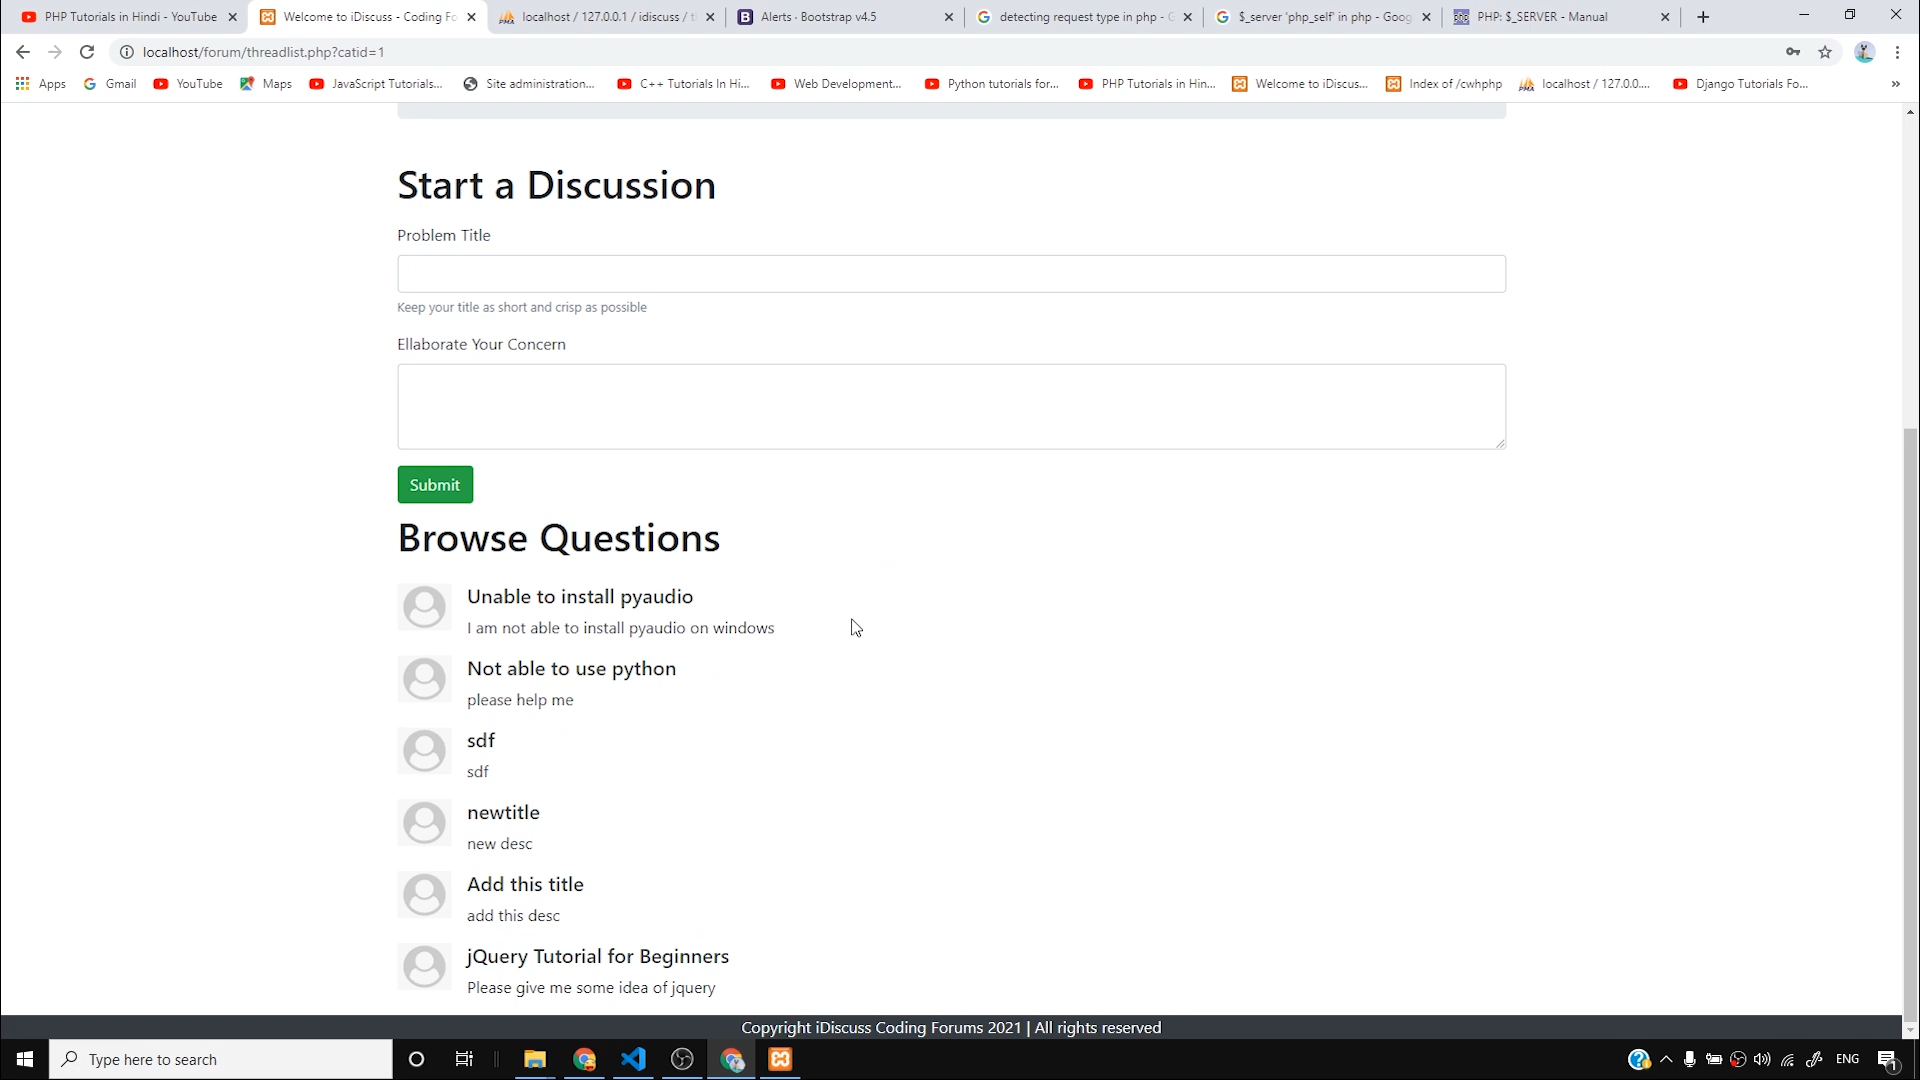 PHP Tutorials in Hindi - YouTube
Welcome to iDiscuss - Coding Fo
localhost / 127.0.0.1 / idiscuss / t
Alerts · Bootstrap v4.5
detecting request type in php - G
$_server 'php_self' in php - Goog
PHP: $_SERVER - Manual
localhost/forum/threadlist.php?catid=1
Apps
Gmail
YouTube
Maps
JavaScript Tutorials...
Site administration...
C++ Tutorials In Hi...
Web Development...
Python tutorials for...
PHP Tutorials in Hin...
Welcome to iDiscus...
Index of /cwhphp
localhost / 127.0.0....
Django Tutorials Fo...
Start a Discussion
Problem Title
Keep your title as short and crisp as possible
Ellaborate Your Concern
Submit
Browse Questions
Unable to install pyaudio
I am not able to install pyaudio on windows
Not able to use python
please help me
sdf
sdf
newtitle
new desc
Add this title
add this desc
jQuery Tutorial for Beginners
Please give me some idea of jquery
Copyright iDiscuss Coding Forums 2021 | All rights reserved
Type here to search
ENG
1